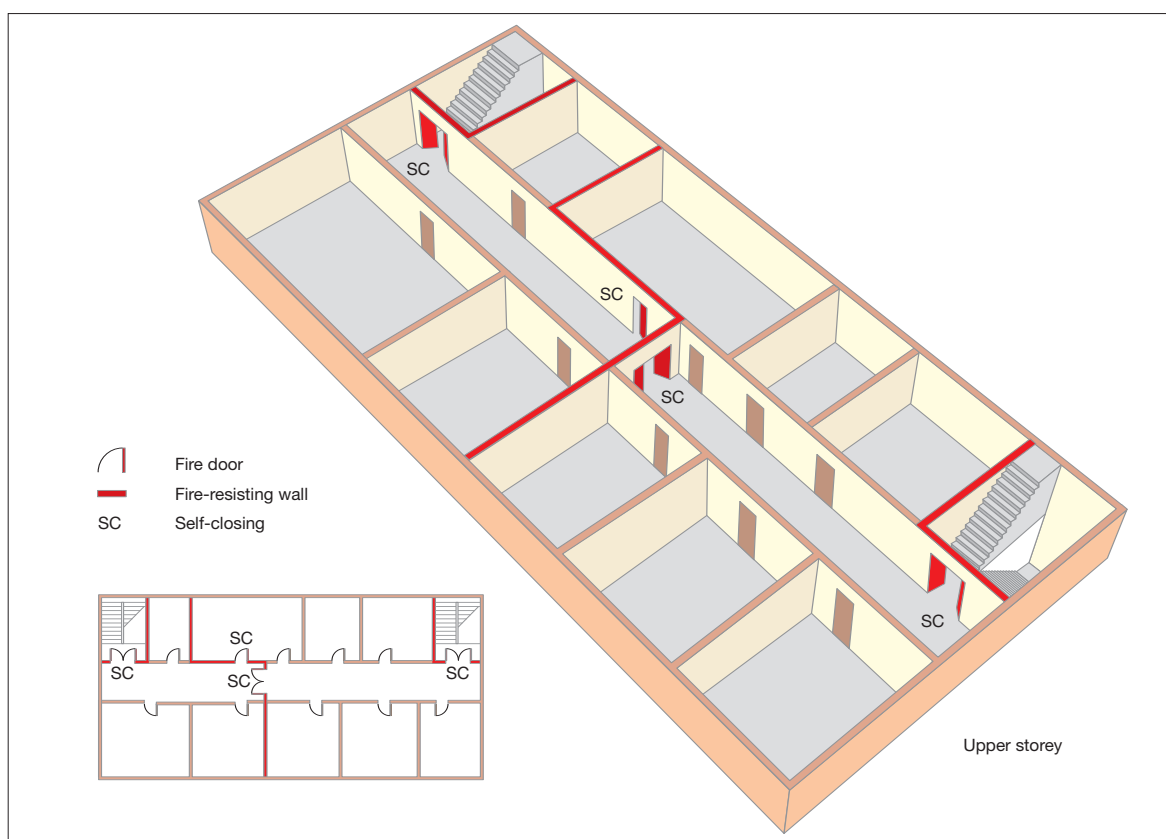 SC
SC
SC
SC
Fire door
Fire-resisting wall
SC Self-closing
SC
SC
SC
SC
Upper storey